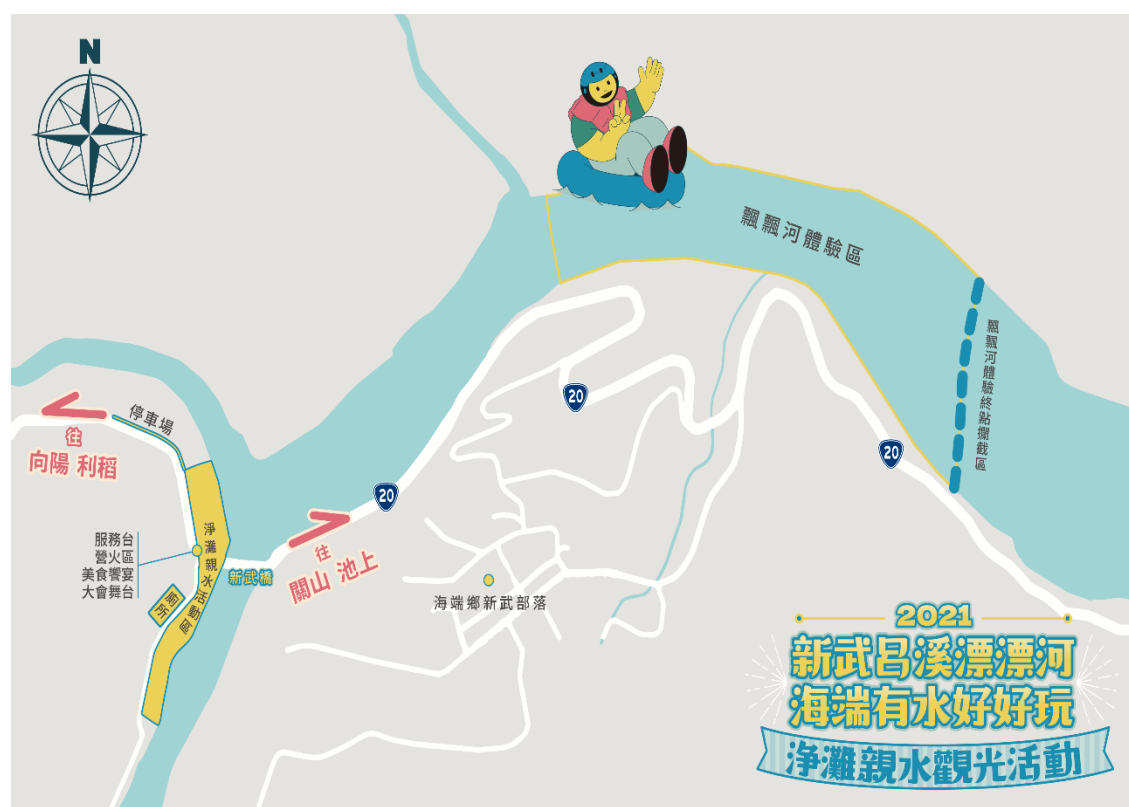 N
飄飄河體驗區
飄飄河體驗終點攔截區
停車場
往
向陽 利稻
20
20
20
服務台
營火區
美食饗宴
大會舞台
淨灘親水活動區
廁所
新武橋
往
關山 池上
海端鄉新武部落
2021
新武呂溪漂漂河
海端有水好好玩
淨灘親水觀光活動